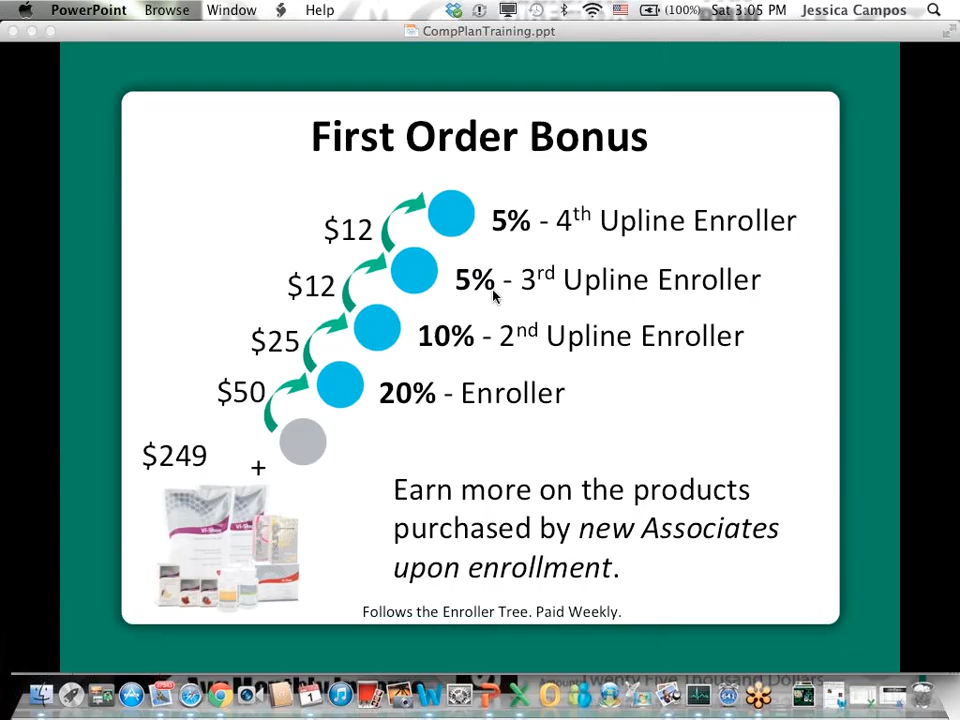 PowerPoint Browse Window Help (100%) Sat 3:05 PM Jessica Campos
CompPlanTraining.ppt
First Order Bonus
$12 5% - 4th Upline Enroller
$12 5% - 3rd Upline Enroller
$25 10% - 2nd Upline Enroller
$50 20% - Enroller
$249 +
Earn more on the products
purchased by new Associates
upon enrollment.
Follows the Enroller Tree. Paid Weekly.